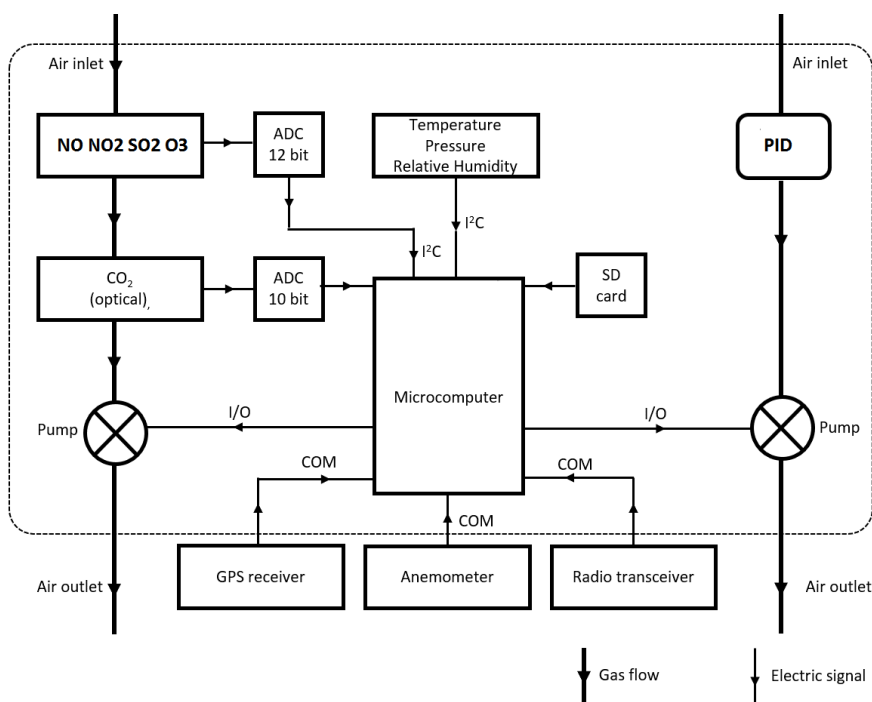 Air inlet
Air inlet
NO NO2 SO2 O3
ADC
12 bit
Temperature
Pressure
Relative Humidity
PID
I²C
I²C
CO₂
(optical),
ADC
10 bit
SD
card
Microcomputer
Pump
I/O
I/O
Pump
COM
COM
COM
GPS receiver
Anemometer
Radio transceiver
Air outlet
Air outlet
Gas flow
Electric signal